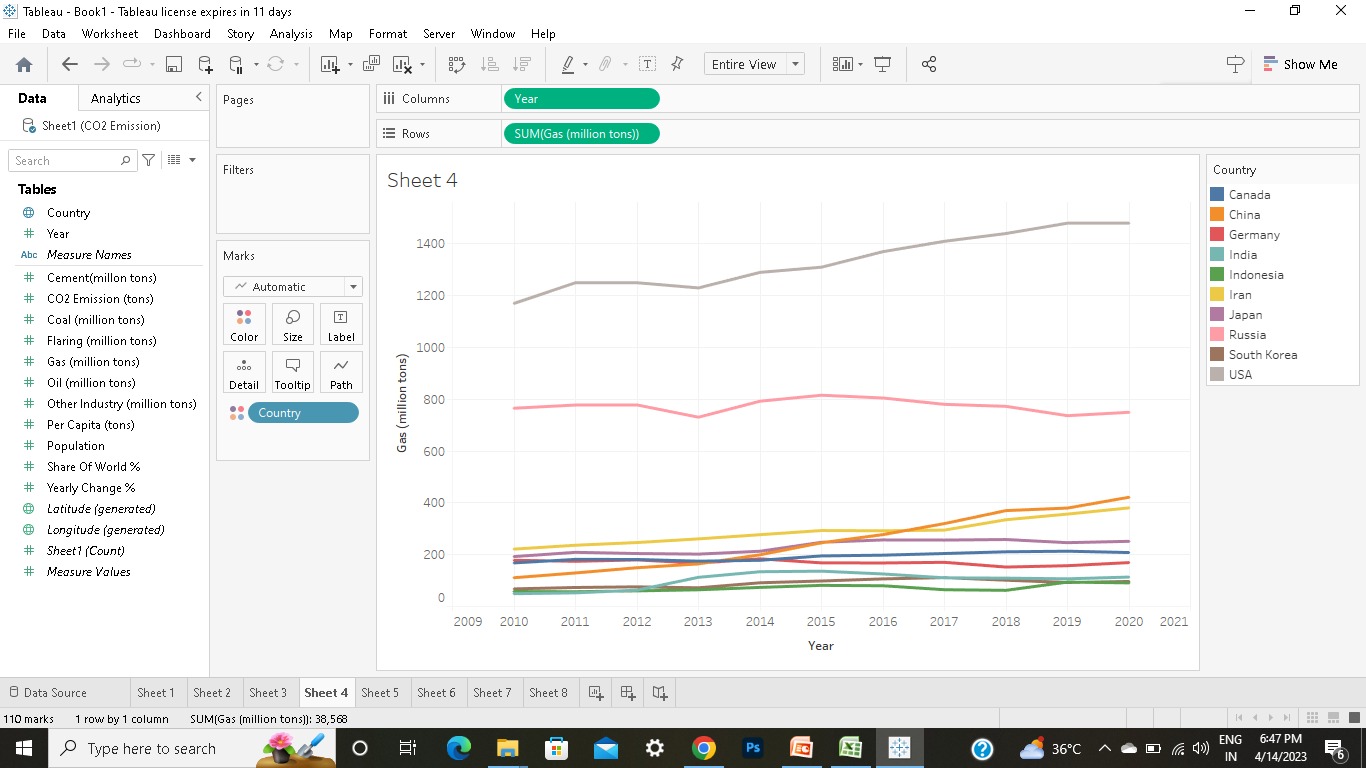 Tableau - Book1 - Tableau license expires in 11 days
File Data Worksheet Dashboard Story Analysis Map Format Server Window Help
Entire View
Show Me
Data Analytics
Sheet1 (CO2 Emission)
Search
Tables
Country
Year
Abc Measure Names
Cement(millon tons)
CO2 Emission (tons)
Coal (million tons)
Flaring (million tons)
Gas (million tons)
Oil (million tons)
Other Industry (million tons)
Per Capita (tons)
Population
Share Of World %
Yearly Change %
Latitude (generated)
Longitude (generated)
Sheet1 (Count)
Measure Values
Pages
Filters
Marks
Automatic
Color Size Label
Detail Tooltip Path
Country
Columns Year
Rows SUM(Gas (million tons))
Sheet 4
1400
1200
1000
800
600
400
200
0
Gas (million tons)
2009 2010 2011 2012 2013 2014 2015 2016 2017 2018 2019 2020 2021
Year
Country
Canada
China
Germany
India
Indonesia
Iran
Japan
Russia
South Korea
USA
Data Source Sheet 1 Sheet 2 Sheet 3 Sheet 4 Sheet 5 Sheet 6 Sheet 7 Sheet 8
110 marks 1 row by 1 column SUM(Gas (million tons)): 38,568
Type here to search
Ps
36°C
ENG
IN
6:47 PM
4/14/2023
6